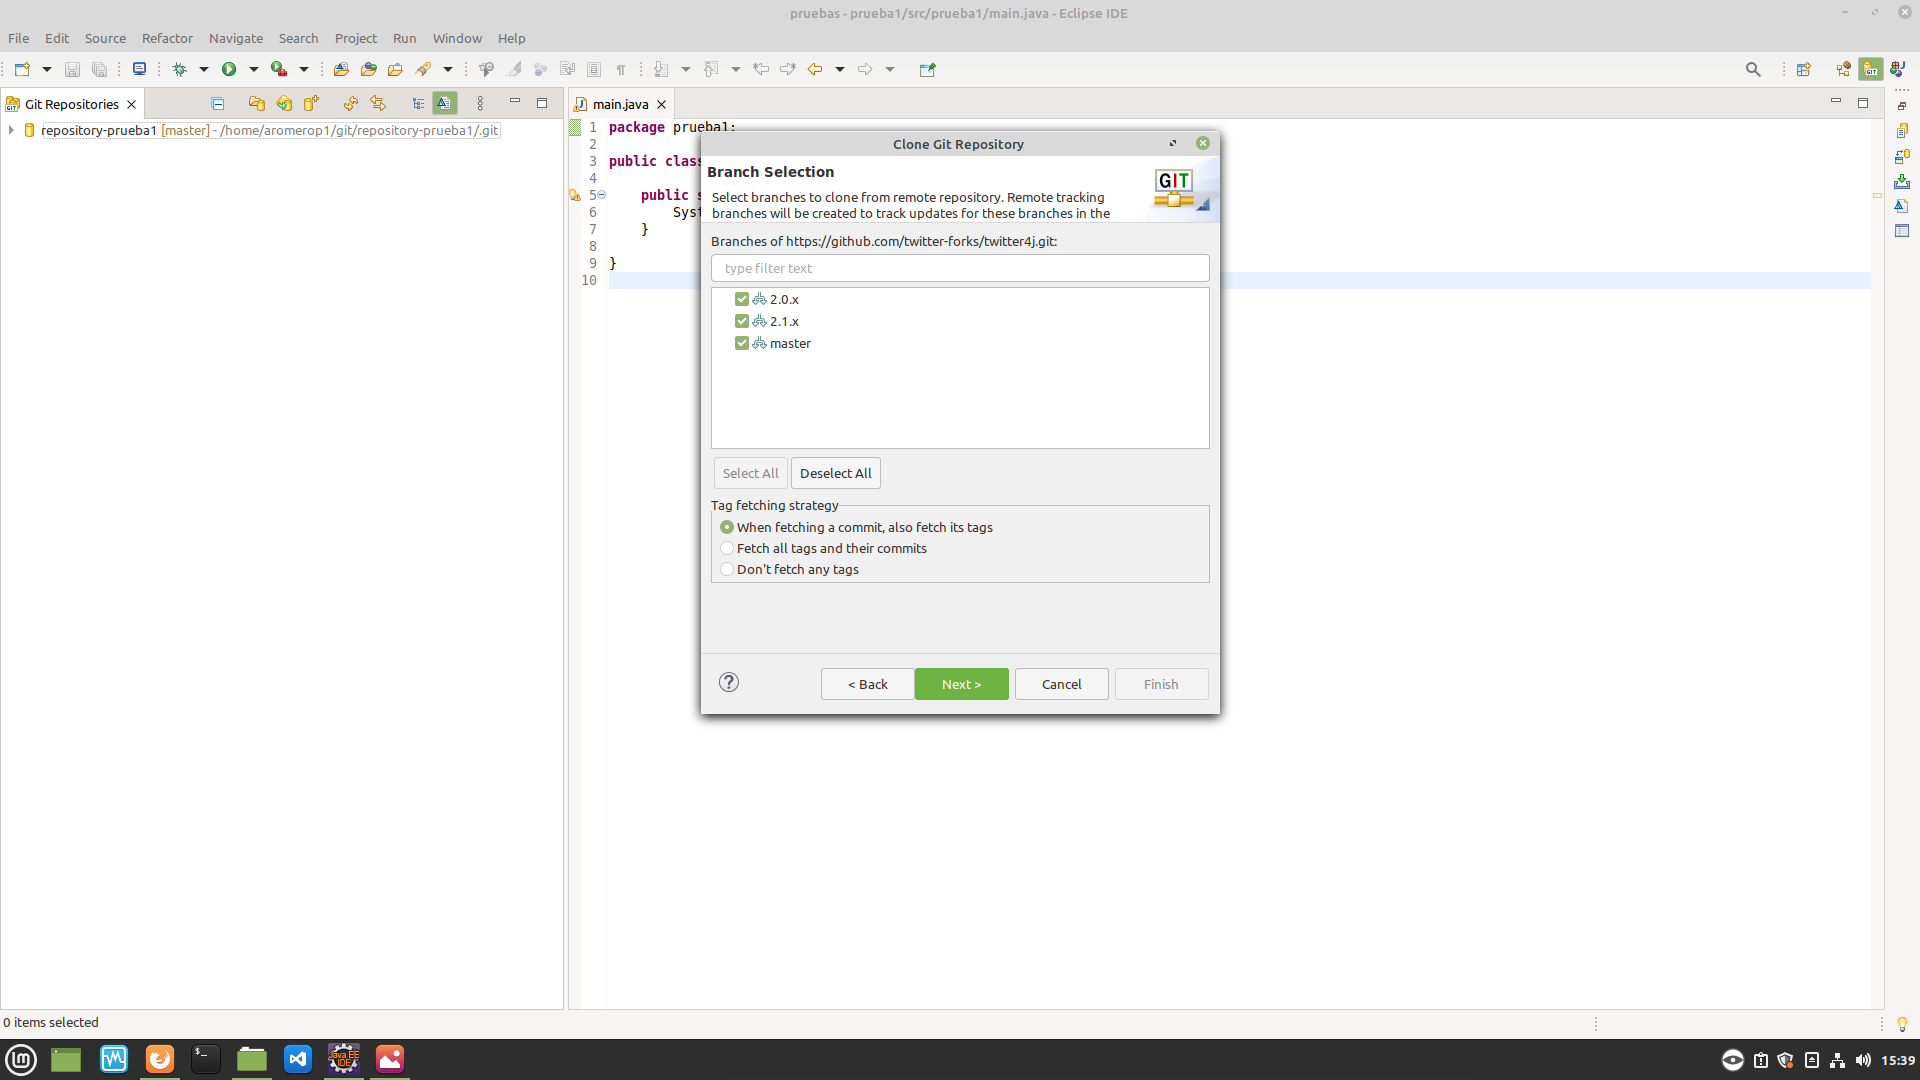 pruebas - prueba1/src/prueba1/main.java - Eclipse IDE
File Edit Source Refactor Navigate Search Project Run Window Help
Git Repositories
main.java
repository-prueba1 [master] - /home/aromerop1/git/repository-prueba1/.git
1 package prueba1;
2
3 public class
4
5 public s
6 Syst
7 }
8
9 }
10
Clone Git Repository
Branch Selection
Select branches to clone from remote repository. Remote tracking
branches will be created to track updates for these branches in the
GIT
Branches of https://github.com/twitter-forks/twitter4j.git:
type filter text
2.0.x
2.1.x
master
Select All Deselect All
Tag fetching strategy
When fetching a commit, also fetch its tags
Fetch all tags and their commits
Don't fetch any tags
< Back Next > Cancel Finish
0 items selected
Java EE
IDE
15:39